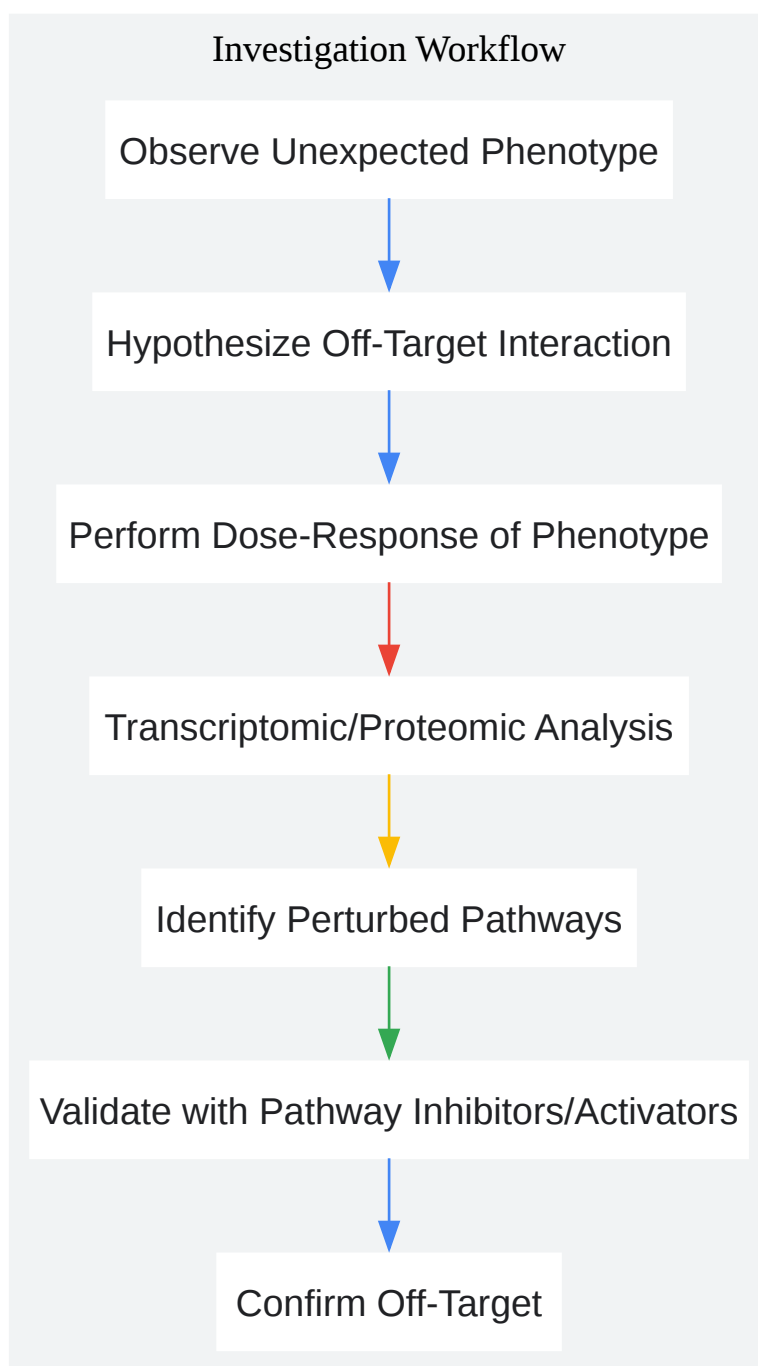 Investigation Workflow
Observe Unexpected Phenotype
Hypothesize Off-Target Interaction
Perform Dose-Response of Phenotype
Transcriptomic/Proteomic Analysis
Identify Perturbed Pathways
Validate with Pathway Inhibitors/Activators
Confirm Off-Target